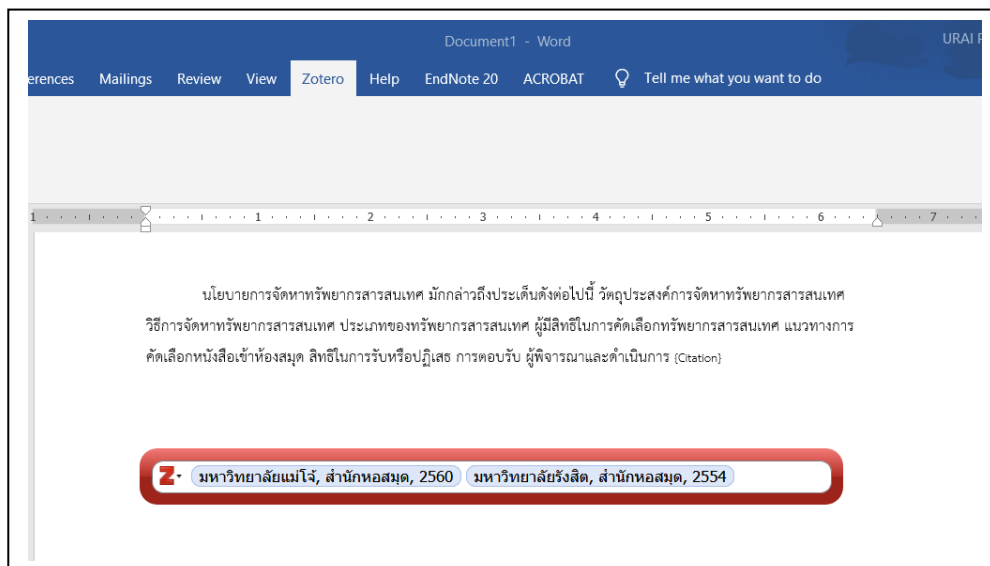 Document1 - Word
URAI P
erences Mailings Review View Zotero Help EndNote 20 ACROBAT Tell me what you want to do
1 1 2 3 4 5 6 7
นโยบายการจัดหาทรัพยากรสารสนเทศ มักกล่าวถึงประเด็นดังต่อไปนี้ วัตถุประสงค์การจัดหาทรัพยากรสารสนเทศ
วิธีการจัดหาทรัพยากรสารสนเทศ ประเภทของทรัพยากรสารสนเทศ ผู้มีสิทธิในการคัดเลือกทรัพยากรสารสนเทศ แนวทางการ
คัดเลือกหนังสือเข้าห้องสมุด สิทธิในการรับหรือปฏิเสธ การตอบรับ ผู้พิจารณาและดำเนินการ {Citation}
Z มหาวิทยาลัยแม่โจ้, สำนักหอสมุด, 2560 มหาวิทยาลัยรังสิต, สำนักหอสมุด, 2554